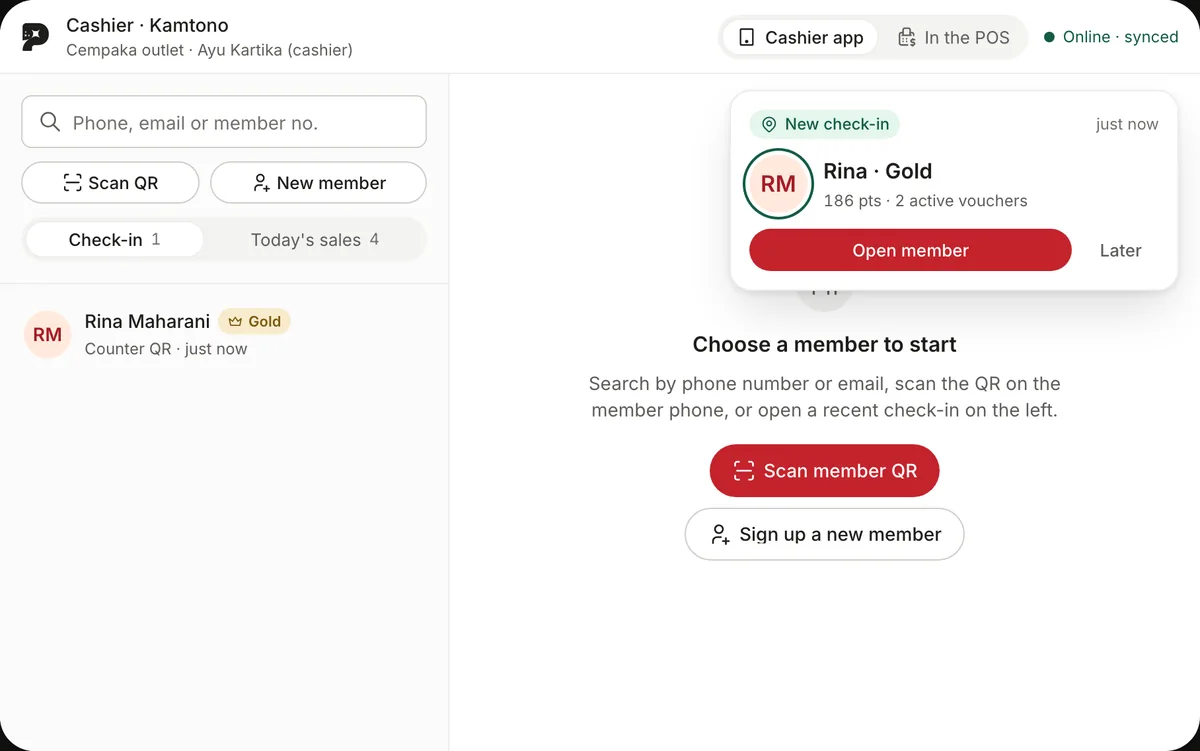 Cashier · Kamtono
Cempaka outlet · Ayu Kartika (cashier)
Cashier app
In the POS
Online · synced
Phone, email or member no.
Scan QR
New member
Check-in 1
Today's sales 4
RM
Rina Maharani
Gold
Counter QR · just now
New check-in
just now
RM
Rina · Gold
186 pts · 2 active vouchers
Open member
Later
Choose a member to start
Search by phone number or email, scan the QR on the
member phone, or open a recent check-in on the left.
Scan member QR
Sign up a new member